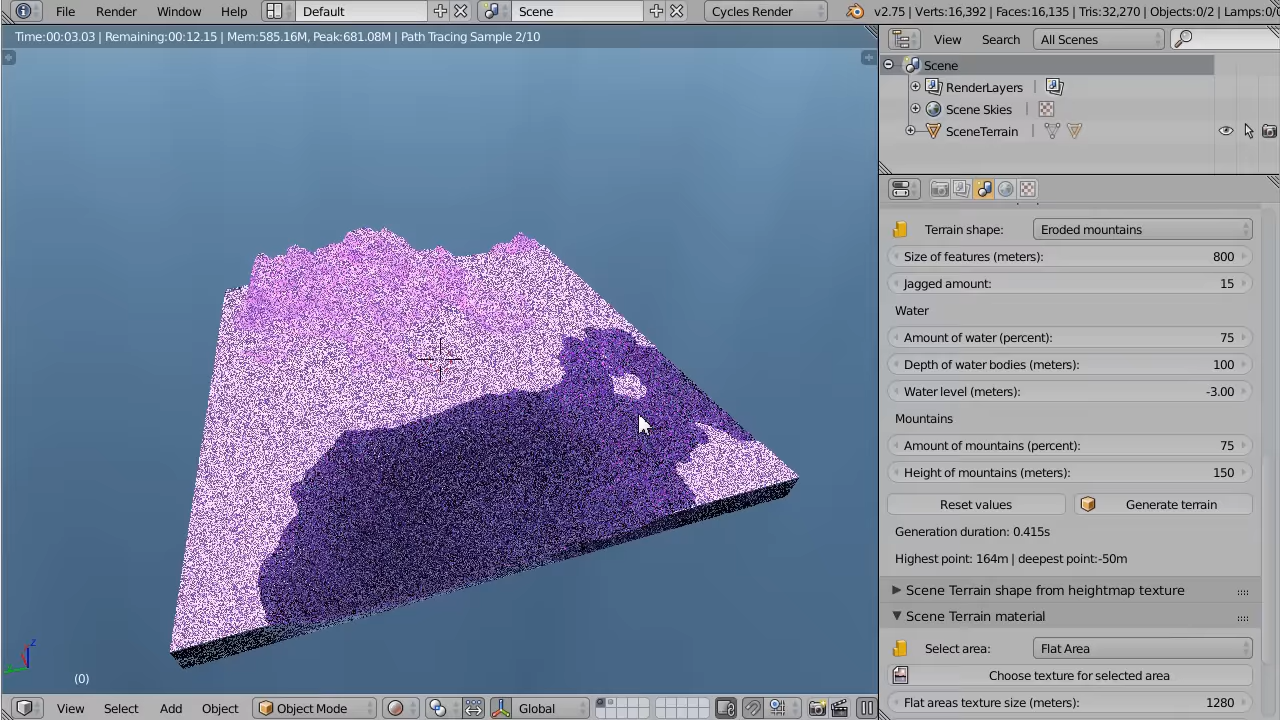 File Render Window Help Default Scene Cycles Render v2.75 | Verts:16,392 | Faces:16,135 | Tris:32,270 | Objects:0/2 | Lamps:0/
Time:00:03.03 | Remaining:00:12.15 | Mem:585.16M, Peak:681.08M | Path Tracing Sample 2/10
View Search All Scenes
Scene
RenderLayers
Scene Skies
SceneTerrain
Terrain shape: Eroded mountains
Size of features (meters): 800
Jagged amount: 15
Water
Amount of water (percent): 75
Depth of water bodies (meters): 100
Water level (meters): -3.00
Mountains
Amount of mountains (percent): 75
Height of mountains (meters): 150
Reset values Generate terrain
Generation duration: 0.415s
Highest point: 164m | deepest point:-50m
Scene Terrain shape from heightmap texture
Scene Terrain material
Select area: Flat Area
Choose texture for selected area
Flat areas texture size (meters): 1280
z
(0)
View Select Add Object Object Mode Global